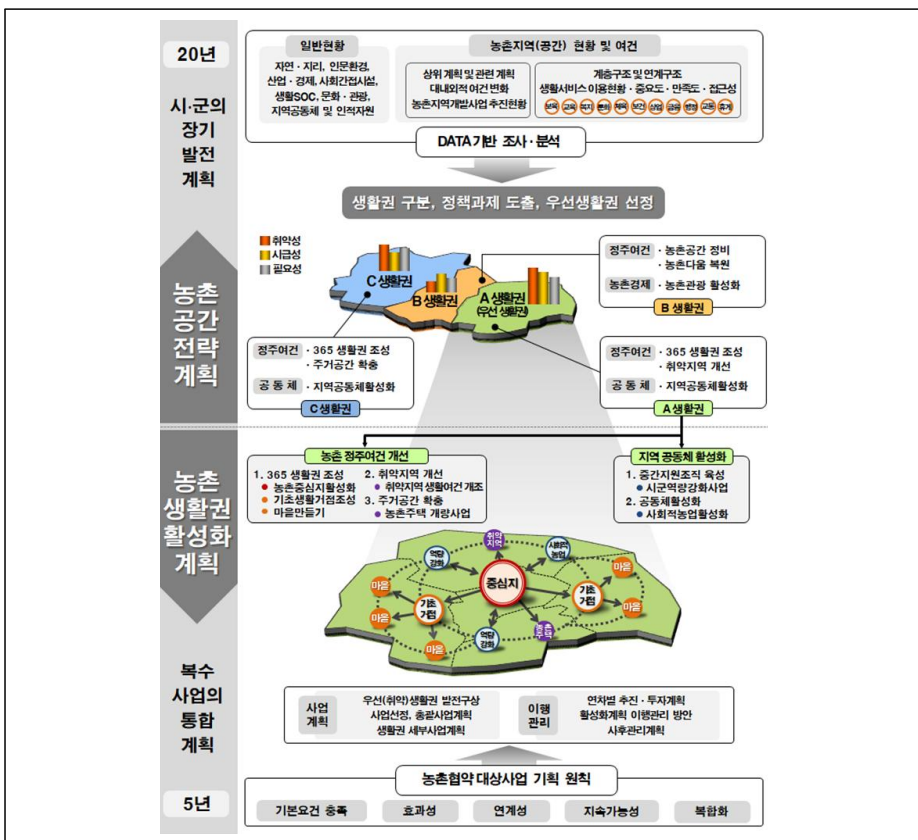 20년
시·군의
장기
발전
계획
농촌
공간
전략
계획
농촌
생활권
활성화
계획
복수
사업의
통합
계획
5년
일반현황
자연·지리, 인문환경,
산업·경제, 사회간접시설,
생활SOC, 문화·관광,
지역공동체 및 인적자원
농촌지역(공간) 현황 및 여건
상위 계획 및 관련 계획
대내외적 여건 변화
농촌지역개발사업 추진현황
계층구조 및 연계구조
생활서비스 이용현황·중요도·만족도·접근성
보육 교육 복지 문화 체육 보건 상업 금융 행정 교통 휴게
DATA기반 조사·분석
생활권 구분, 정책과제 도출, 우선생활권 선정
취약성
시급성
필요성
C 생활권
B 생활권
A 생활권
(우선 생활권)
정주여건 · 농촌공간 정비
· 농촌다움 복원
농촌경제 · 농촌관광 활성화
B 생활권
정주여건 · 365 생활권 조성
· 주거공간 확충
공 동 체 · 지역공동체활성화
C 생활권
정주여건 · 365 생활권 조성
· 취약지역 개선
공 동 체 · 지역공동체활성화
A 생활권
농촌 정주여건 개선
1. 365 생활권 조성
농촌중심지활성화
기초생활거점조성
마을만들기
2. 취약지역 개선
취약지역 생활여건 개조
3. 주거공간 확충
농촌주택 개량사업
지역 공동체 활성화
1. 중간지원조직 육성
시군역량강화사업
2. 공동체활성화
사회적농업활성화
취약
지역
역량
강화
사회적
농업
중심지
마을
마을
기초
거점
기초
거점
마을
마을
마을
역량
강화
농촌
주택
사업
계획
우선(취약)생활권 발전구상
사업선정, 총괄사업계획
생활권 세부사업계획
이행
관리
연차별 추진·투자계획
활성화계획 이행관리 방안
사후관리계획
농촌협약 대상사업 기획 원칙
기본요건 충족
효과성
연계성
지속가능성
복합화